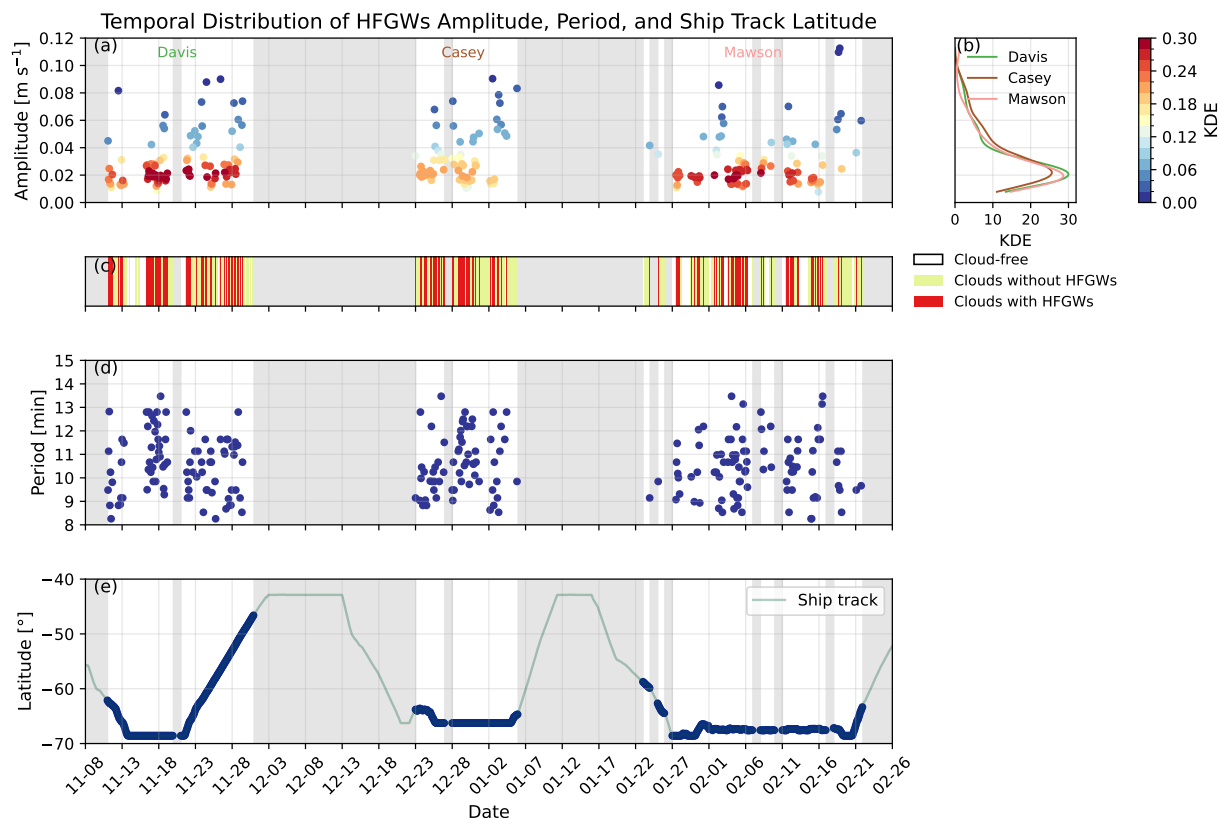 Temporal Distribution of HFGWs Amplitude, Period, and Ship Track Latitude
(a)
Davis
Casey
Mawson
Amplitude [m s⁻¹]
0.12
0.10
0.08
0.06
0.04
0.02
0.00
(b)
Davis
Casey
Mawson
0
10
20
30
KDE
0.30
0.24
0.18
0.12
0.06
0.00
KDE
(c)
Cloud-free
Clouds without HFGWs
Clouds with HFGWs
(d)
Period [min]
15
14
13
12
11
10
9
8
(e)
Ship track
Latitude [°]
−40
−50
−60
−70
11-08
11-13
11-18
11-23
11-28
12-03
12-08
12-13
12-18
12-23
12-28
01-02
01-07
01-12
01-17
01-22
01-27
02-01
02-06
02-11
02-16
02-21
02-26
Date